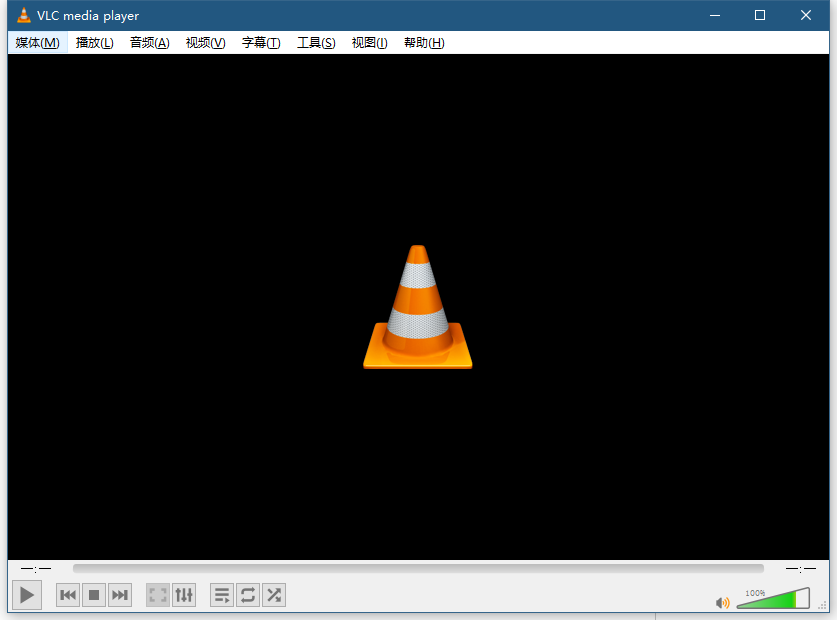 VLC media player
媒体(M) 播放(L) 音频(A) 视频(V) 字幕(T) 工具(S) 视图(I) 帮助(H)
--:-- --:--
100%